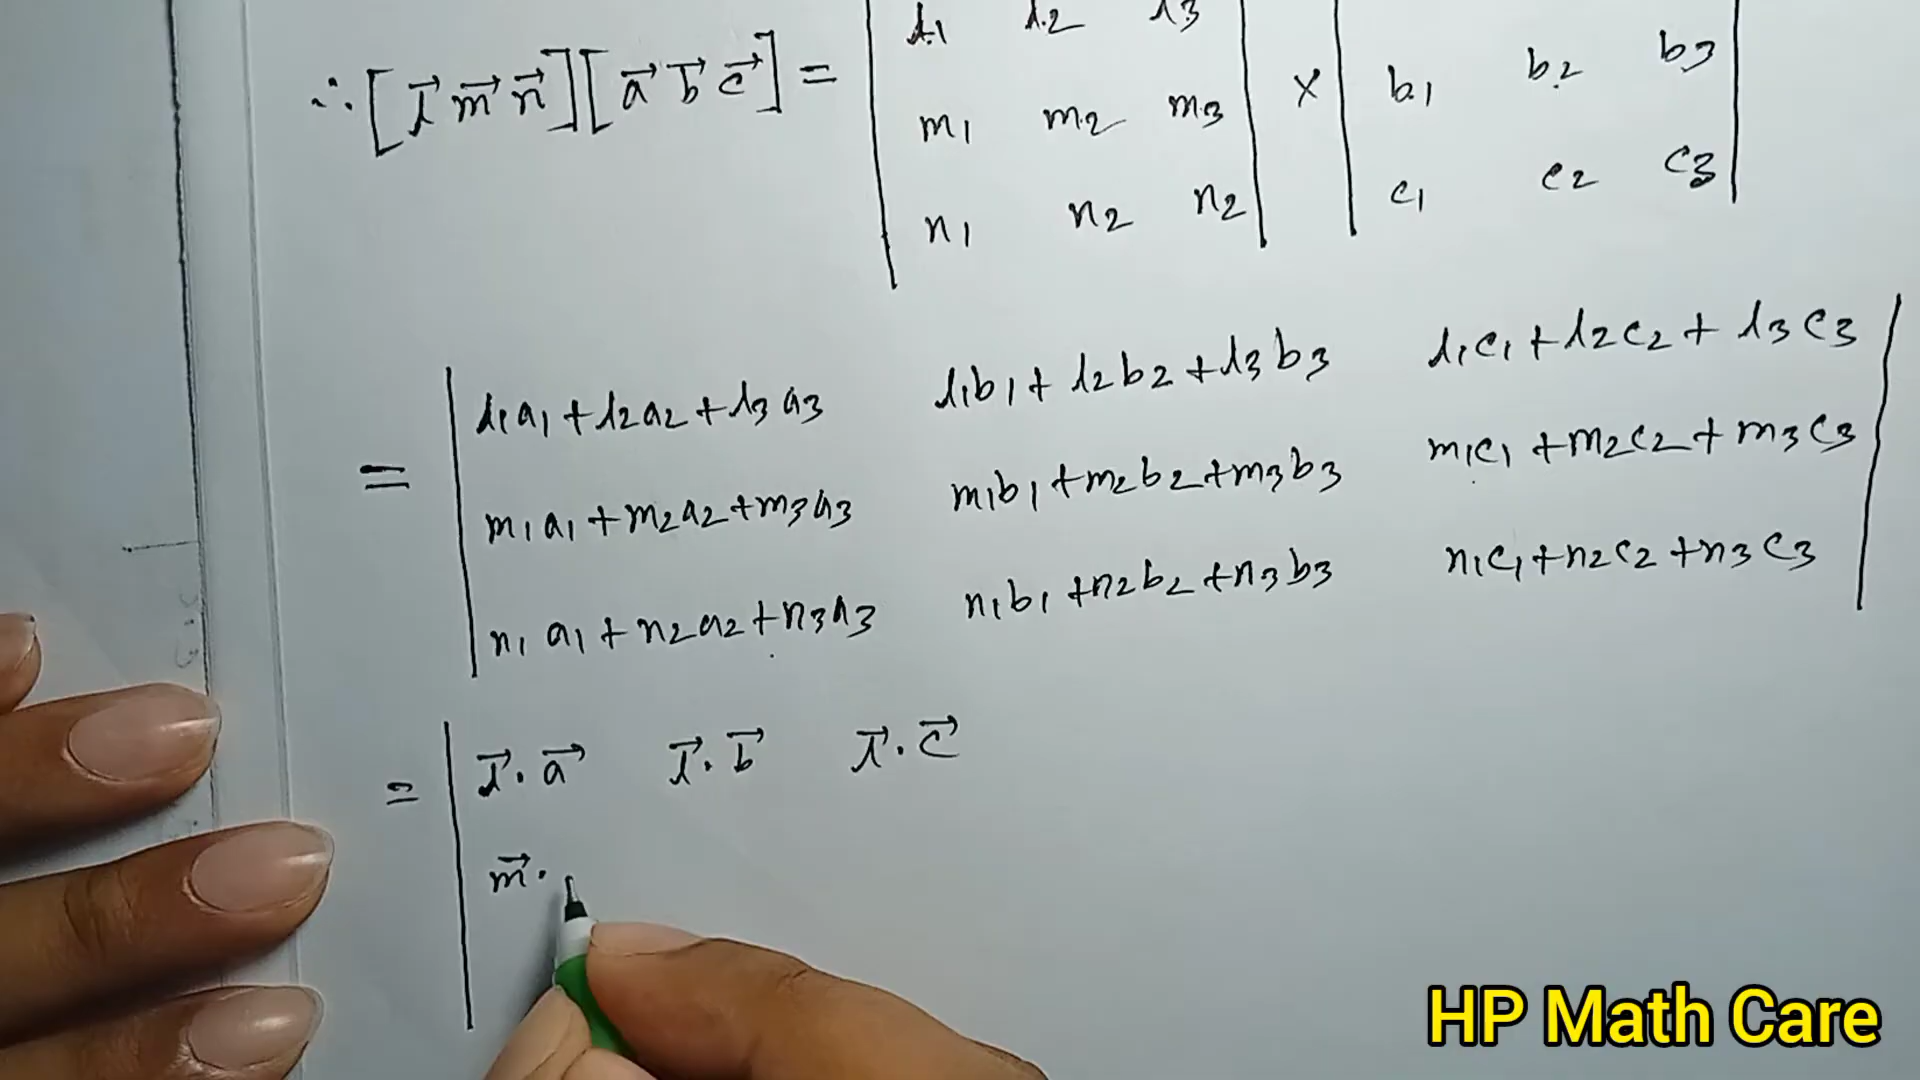 l1 l2 l3
∴ [l⃗ m⃗ n⃗][a⃗ b⃗ c⃗] = m1 m2 m3 × b1 b2 b3
n1 n2 n2 c1 c2 c3
l1a1+l2a2+l3a3 l1b1+l2b2+l3b3 l1c1+l2c2+l3c3
= m1a1+m2a2+m3a3 m1b1+m2b2+m3b3 m1c1+m2c2+m3c3
n1a1+n2a2+n3a3 n1b1+n2b2+n3b3 n1c1+n2c2+n3c3
= l⃗.a⃗ l⃗.b⃗ l⃗.c⃗
m⃗.
HP Math Care